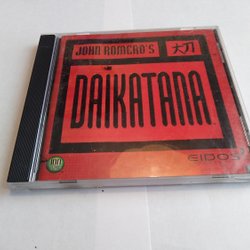 JOHN ROMERO'S
大刀
DAIKATANA
EIDOS